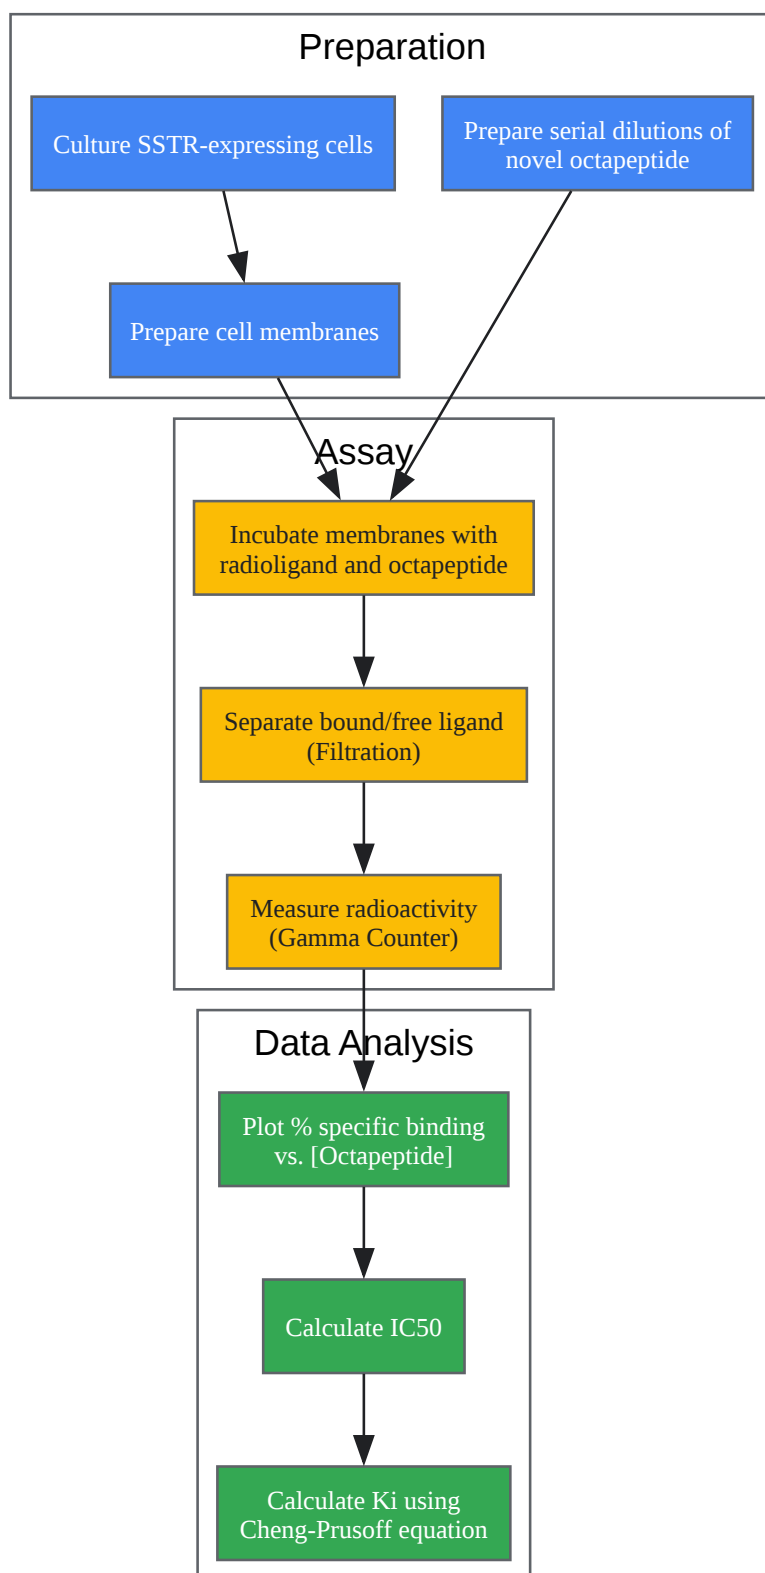 Preparation
Culture SSTR-expressing cells
Prepare serial dilutions of
novel octapeptide
Prepare cell membranes
Assay
Incubate membranes with
radioligand and octapeptide
Separate bound/free ligand
(Filtration)
Measure radioactivity
(Gamma Counter)
Data Analysis
Plot % specific binding
vs. [Octapeptide]
Calculate IC50
Calculate Ki using
Cheng-Prusoff equation